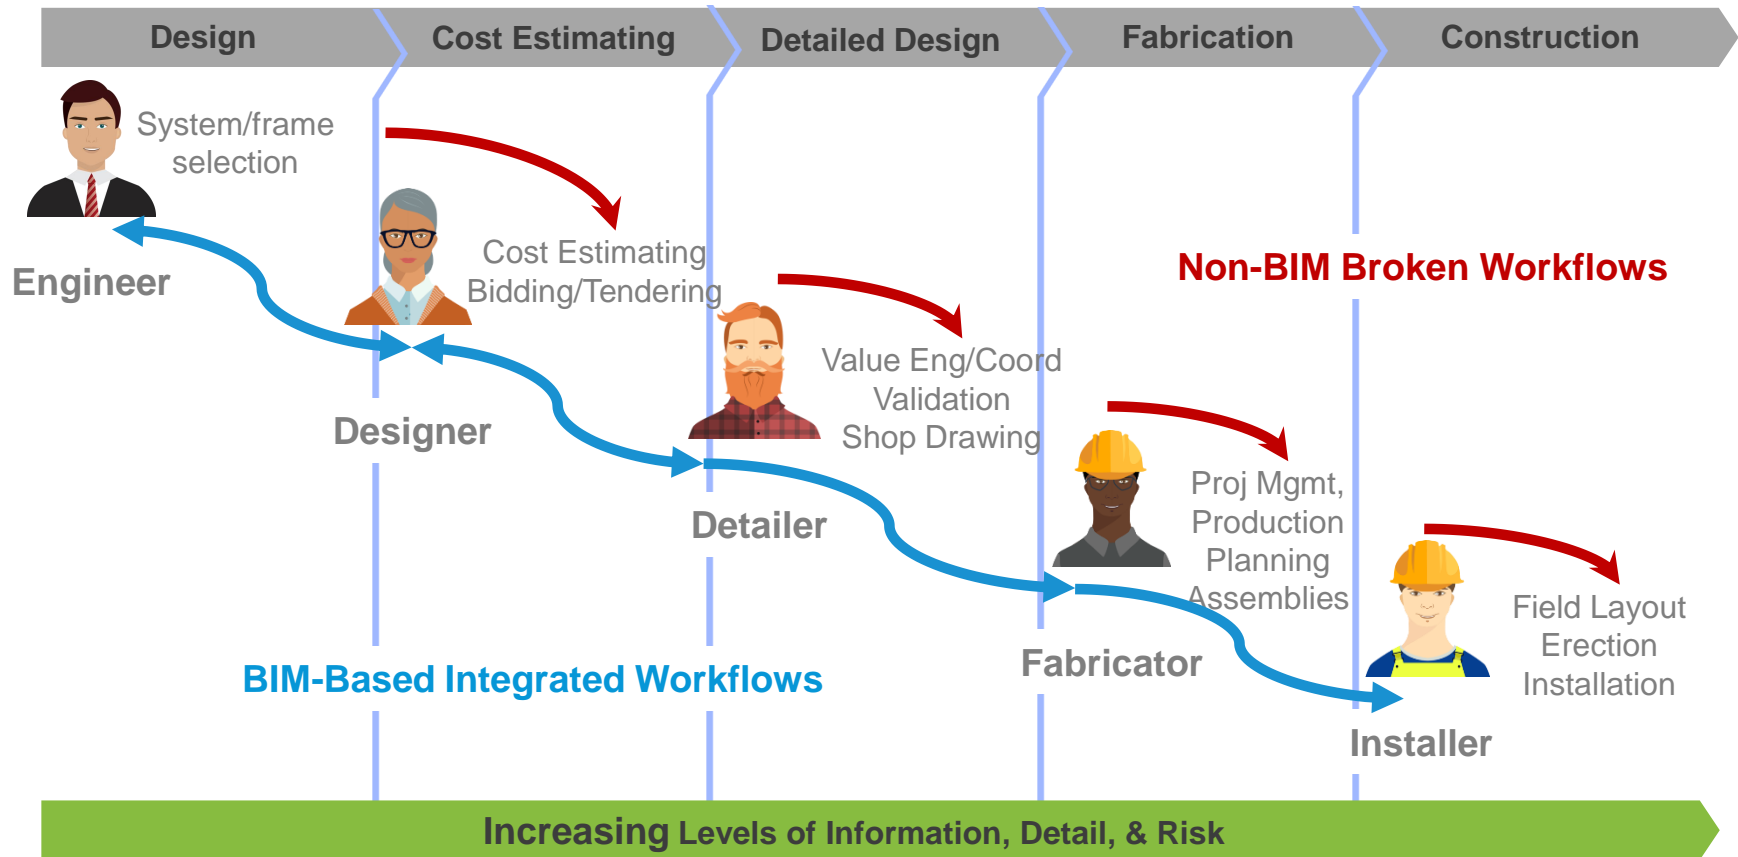 Design
Cost Estimating
Detailed Design
Fabrication
Construction
System/frame
selection
Engineer
Cost Estimating
Bidding/Tendering
Designer
Value Eng/Coord
Validation
Shop Drawing
Detailer
Non-BIM Broken Workflows
Proj Mgmt,
Production
Planning
Assemblies
Fabricator
Field Layout
Erection
Installation
Installer
BIM-Based Integrated Workflows
Increasing Levels of Information, Detail, & Risk